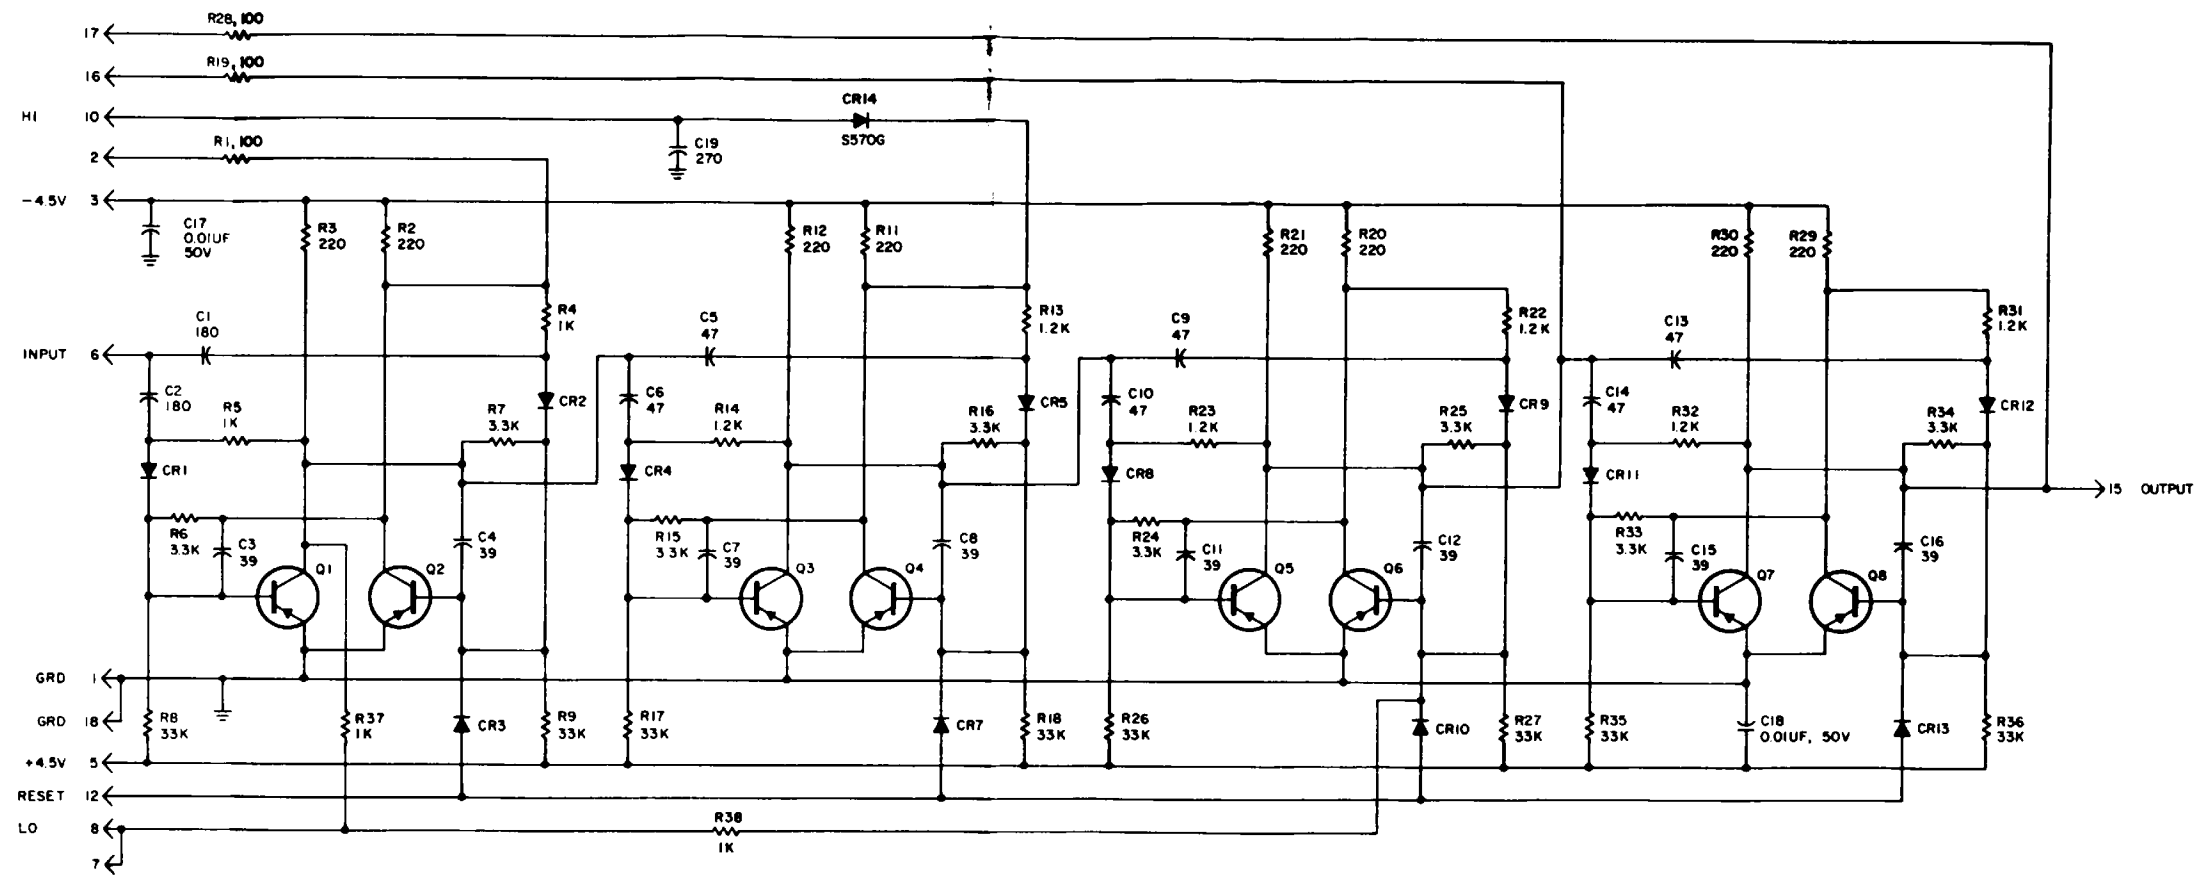 R28, 100
17
R19, 100
16
CR14
HI 10
S570G
C19
270
R1, 100
2
-4.5V 3
C17
0.01UF
50V
R3
220
R2
220
R12
220
R11
220
R21
220
R20
220
R30
220
R29
220
R4
1K
R13
1.2K
R22
1.2K
R31
1.2K
C1
180
C5
47
C9
47
C13
47
INPUT 6
C2
180
R5
1K
R7
3.3K
CR2
C6
47
R14
1.2K
R16
3.3K
CR5
C10
47
R23
1.2K
R25
3.3K
CR9
C14
47
R32
1.2K
R34
3.3K
CR12
CR1
CR4
CR8
CR11
15 OUTPUT
R6
3.3K
C3
39
C4
39
R15
3.3K
C7
39
C8
39
R24
3.3K
C11
39
C12
39
R33
3.3K
C15
39
C16
39
Q1
Q2
Q3
Q4
Q5
Q6
Q7
Q8
GRD 1
GRD 18
R8
33K
R37
1K
CR3
R9
33K
R17
33K
CR7
R18
33K
R26
33K
CR10
R27
33K
R35
33K
C18
0.01UF, 50V
CR13
R36
33K
+4.5V 5
RESET 12
LO 8
R38
1K
7